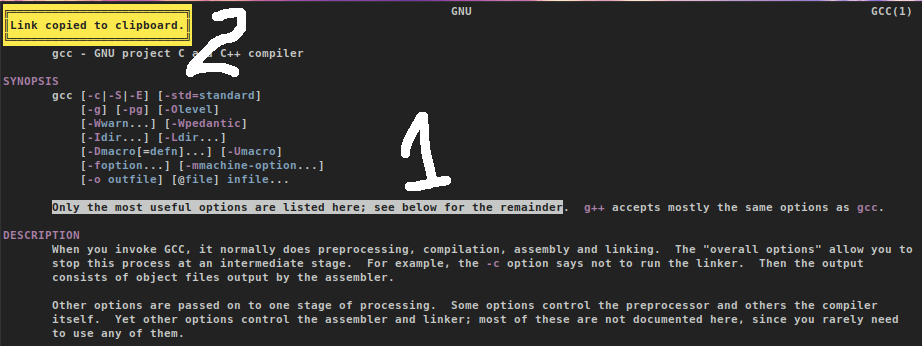 Link copied to clipboard. GNU GCC(1)
2
gcc - GNU project C C++ compiler
SYNOPSIS
gcc [-c|-S|-E] [-std=standard]
[-g] [-pg] [-Olevel]
[-Wwarn...] [-Wpedantic]
[-Idir...] [-Ldir...]
[-Dmacro[=defn]...] [-Umacro]
[-foption...] [-mmachine-option...]
[-o outfile] [@file] infile...
1
Only the most useful options are listed here; see below for the remainder.  g++ accepts mostly the same options as gcc.
DESCRIPTION
When you invoke GCC, it normally does preprocessing, compilation, assembly and linking.  The "overall options" allow you to
stop this process at an intermediate stage.  For example, the -c option says not to run the linker.  Then the output
consists of object files output by the assembler.
Other options are passed on to one stage of processing.  Some options control the preprocessor and others the compiler
itself.  Yet other options control the assembler and linker; most of these are not documented here, since you rarely need
to use any of them.